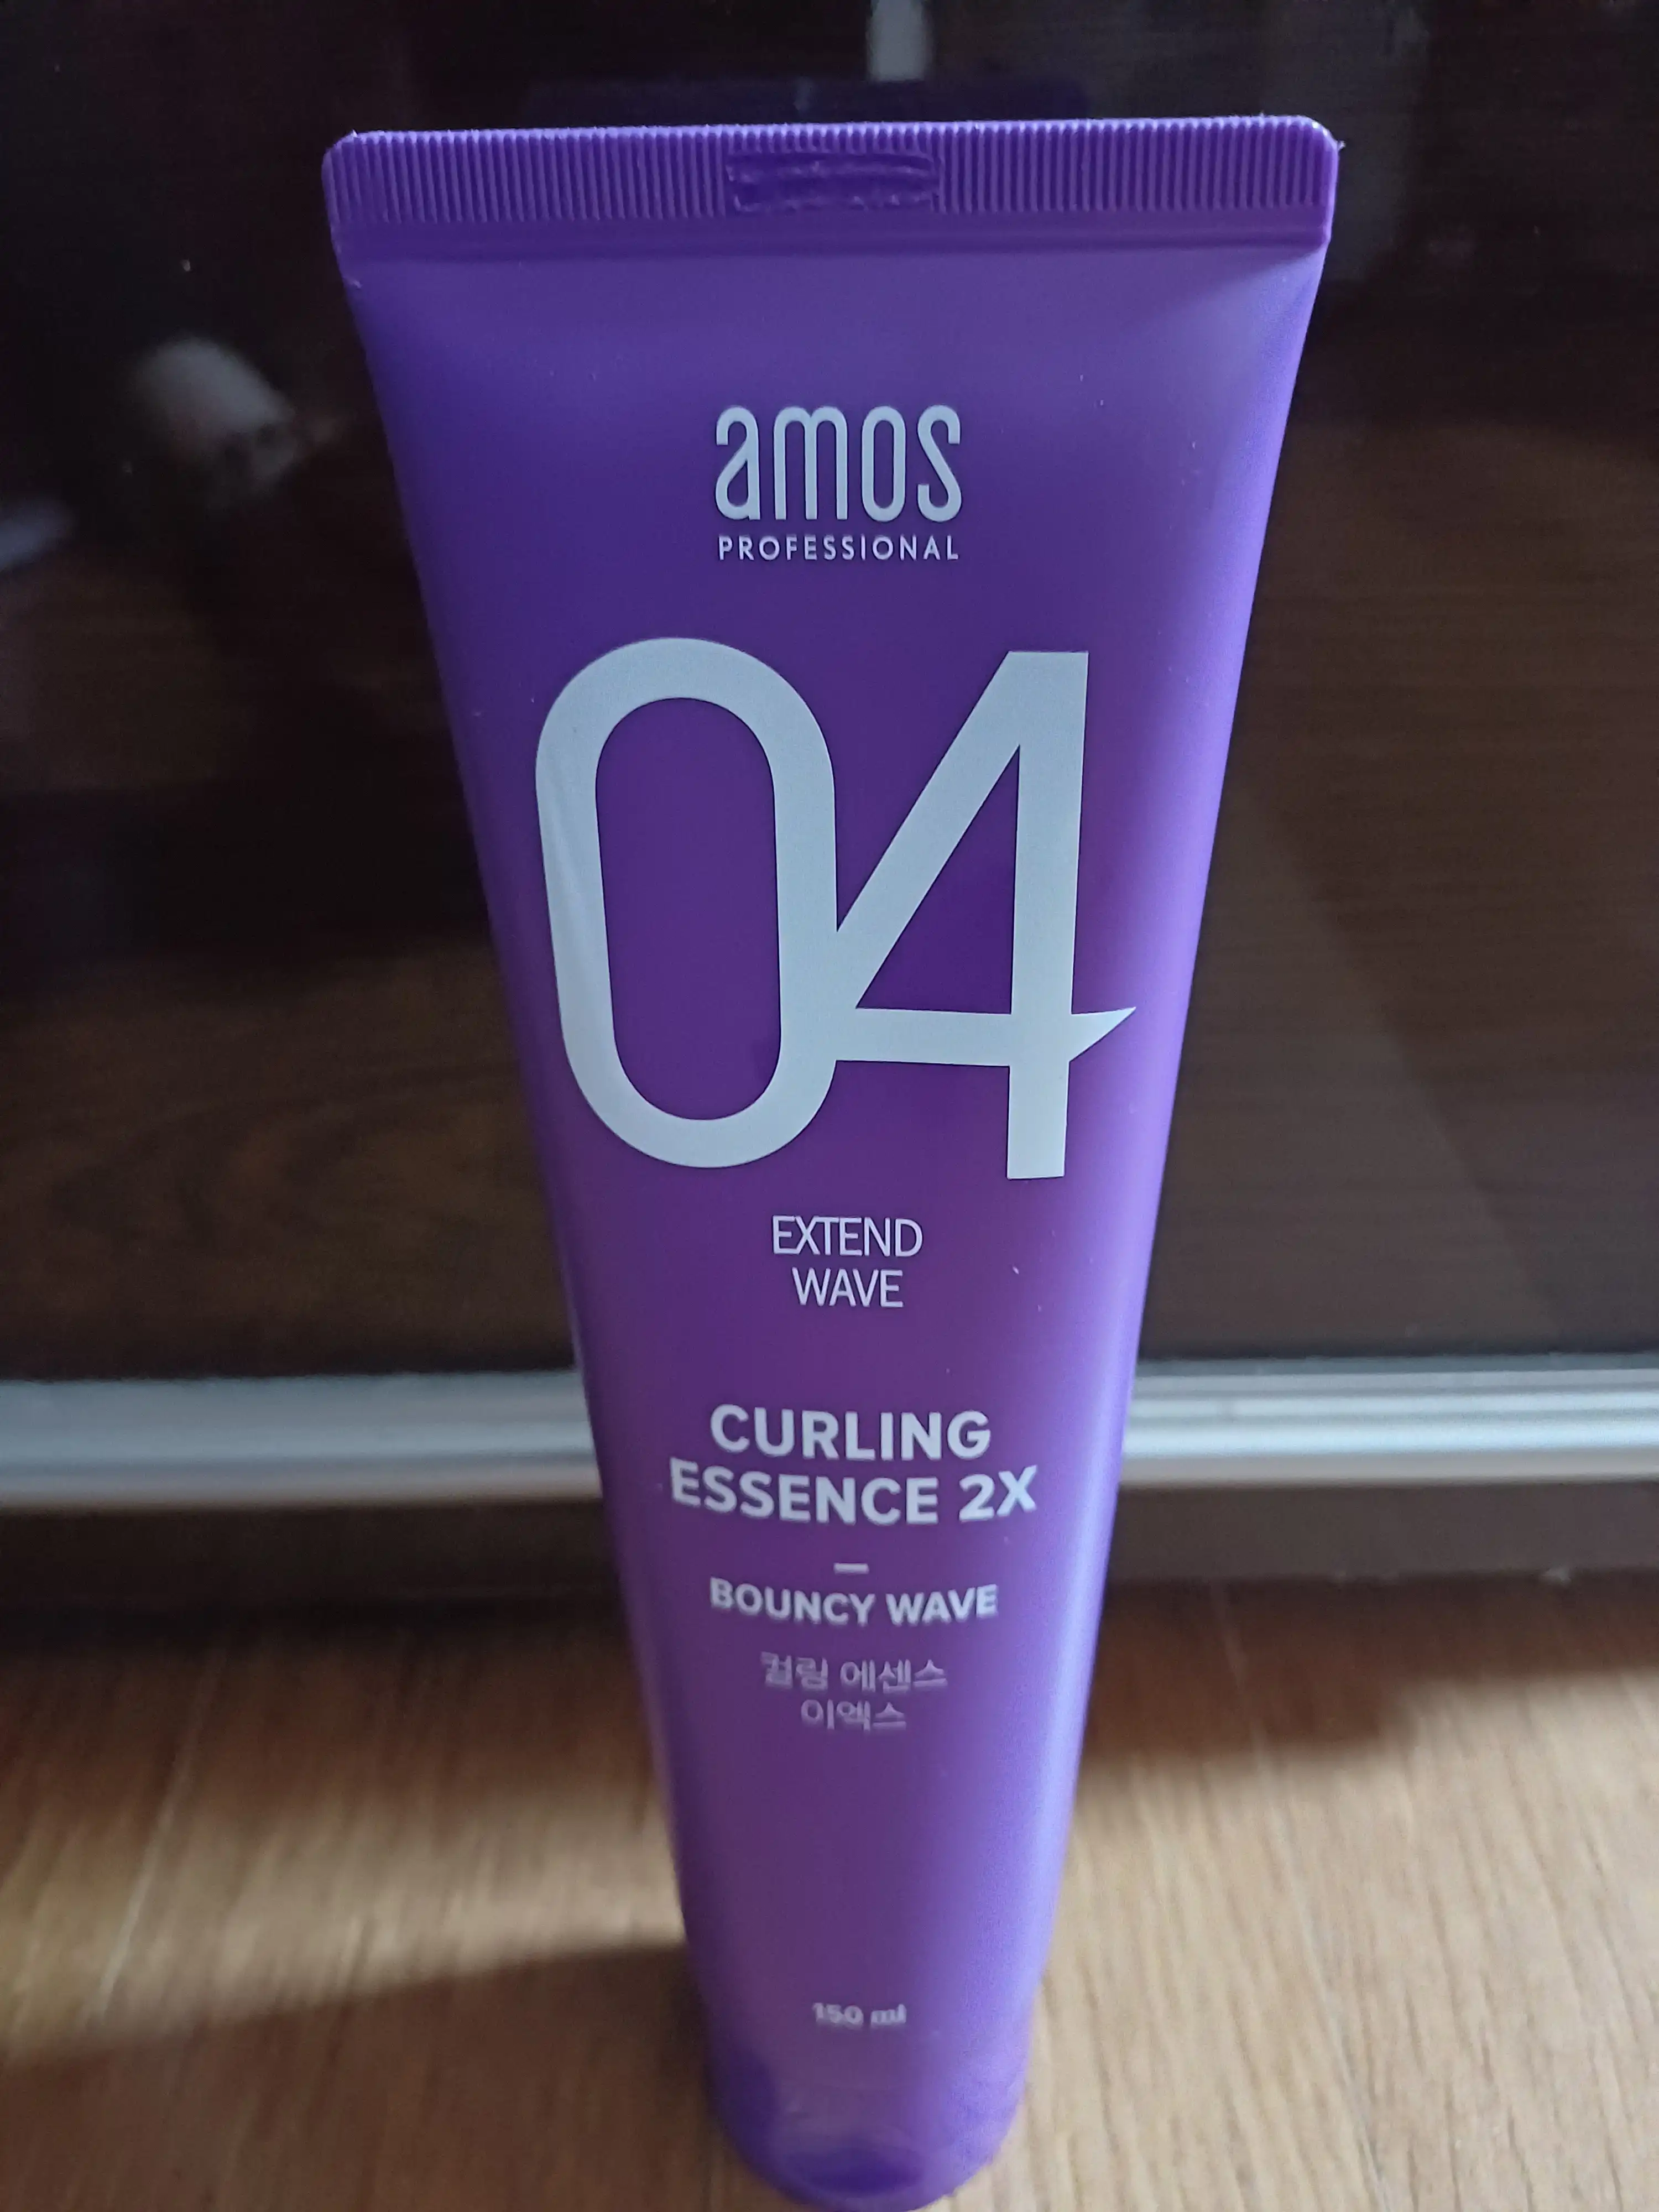 amos
PROFESSIONAL
04
EXTEND
WAVE
CURLING
ESSENCE 2X
BOUNCY WAVE
컬링 에센스
이엑스
150 ml